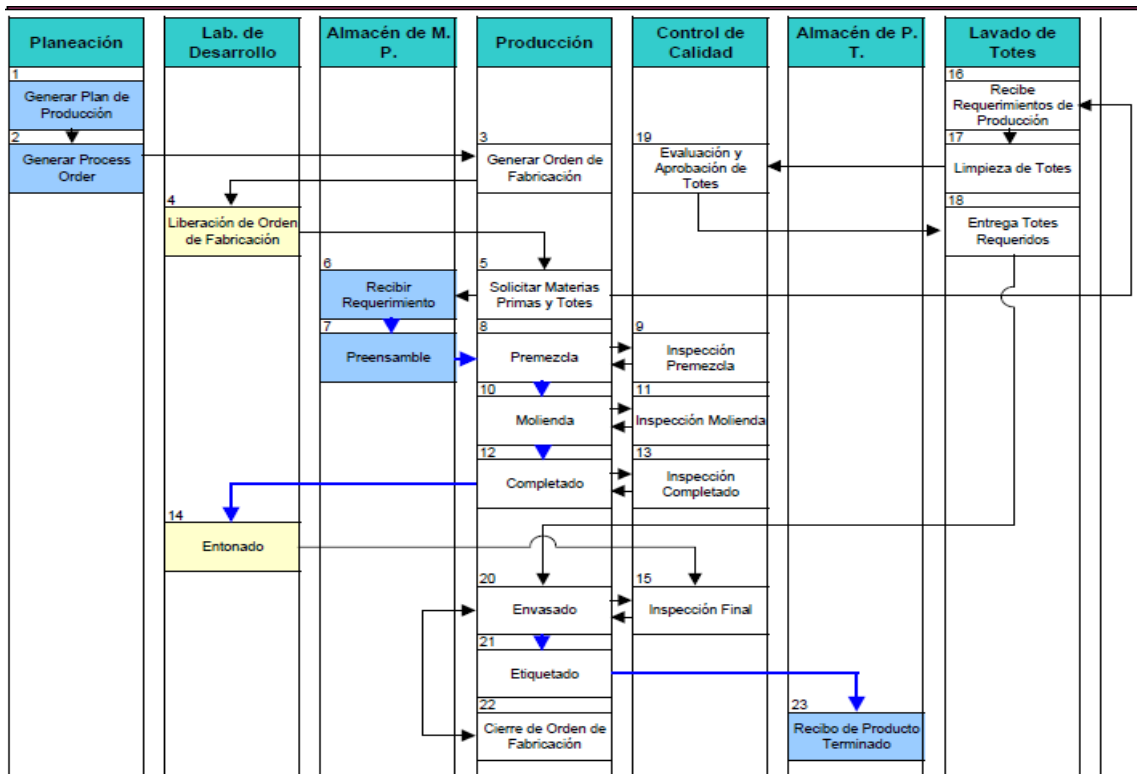 Planeación
Lab. de
Desarrollo
Almacén de M.
P.
Producción
Control de
Calidad
Almacén de P.
T.
Lavado de
Totes
1
Generar Plan de
Producción
16
Recibe
Requerimientos de
Producción
2
Generar Process
Order
3
Generar Orden de
Fabricación
19
Evaluación y
Aprobación de
Totes
17
Limpieza de Totes
4
Liberación de Orden
de Fabricación
18
Entrega Totes
Requeridos
6
Recibir
Requerimiento
5
Solicitar Materias
Primas y Totes
7
Preensamble
8
Premezcla
9
Inspección
Premezcla
10
Molienda
11
Inspección Molienda
12
Completado
13
Inspección
Completado
14
Entonado
20
Envasado
15
Inspección Final
21
Etiquetado
22
Cierre de Orden de
Fabricación
23
Recibo de Producto
Terminado